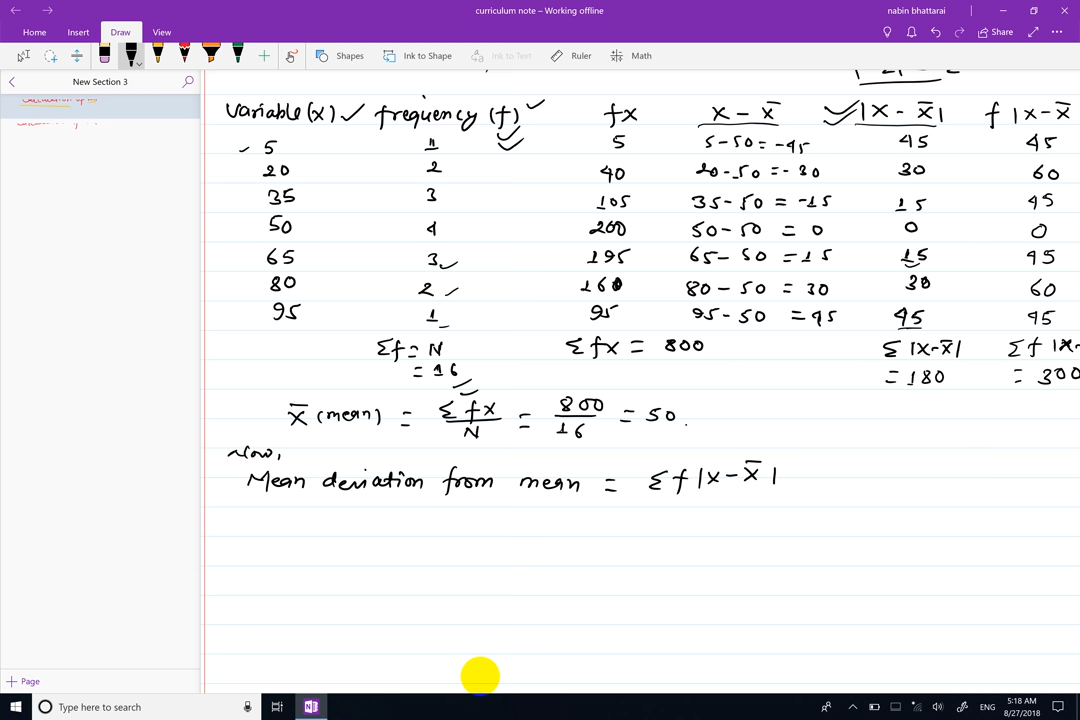 curriculum note – Working offline
nabin bhattarai
Home Insert Draw View
Share
Shapes Ink to Shape Ink to Text Ruler Math
New Section 3
Variable (x) ✓ frequency (f) ✓ fx x - x̄ |x - x̄| f |x - x̄
5 1 5 5-50 = -45 45 45
20 2 40 20-50 = -30 30 60
35 3 105 35-50 = -15 15 45
50 4 200 50-50 = 0 0 0
65 3 195 65-50 = 15 15 45
80 2 160 80-50 = 30 30 60
95 1 95 95-50 = 45 45 45
Σf = N Σfx = 800 Σ|x-x̄| Σf|x-
= 16 = 180 = 300
x̄ (mean) = Σfx/N = 800/16 = 50.
Now,
Mean deviation from mean = Σf|x-x̄|
+ Page
Type here to search
ENG
5:18 AM
8/27/2018